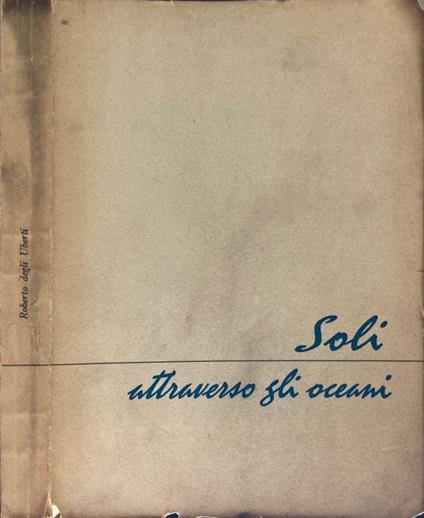 Roberto degli Uberti
Soli
attraverso gli oceani